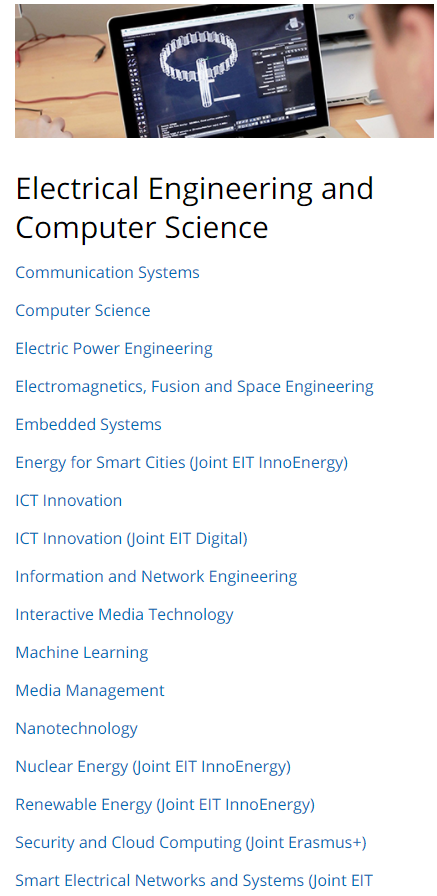 Electrical Engineering and
Computer Science
Communication Systems
Computer Science
Electric Power Engineering
Electromagnetics, Fusion and Space Engineering
Embedded Systems
Energy for Smart Cities (Joint EIT InnoEnergy)
ICT Innovation
ICT Innovation (Joint EIT Digital)
Information and Network Engineering
Interactive Media Technology
Machine Learning
Media Management
Nanotechnology
Nuclear Energy (Joint EIT InnoEnergy)
Renewable Energy (Joint EIT InnoEnergy)
Security and Cloud Computing (Joint Erasmus+)
Smart Electrical Networks and Systems (Joint EIT